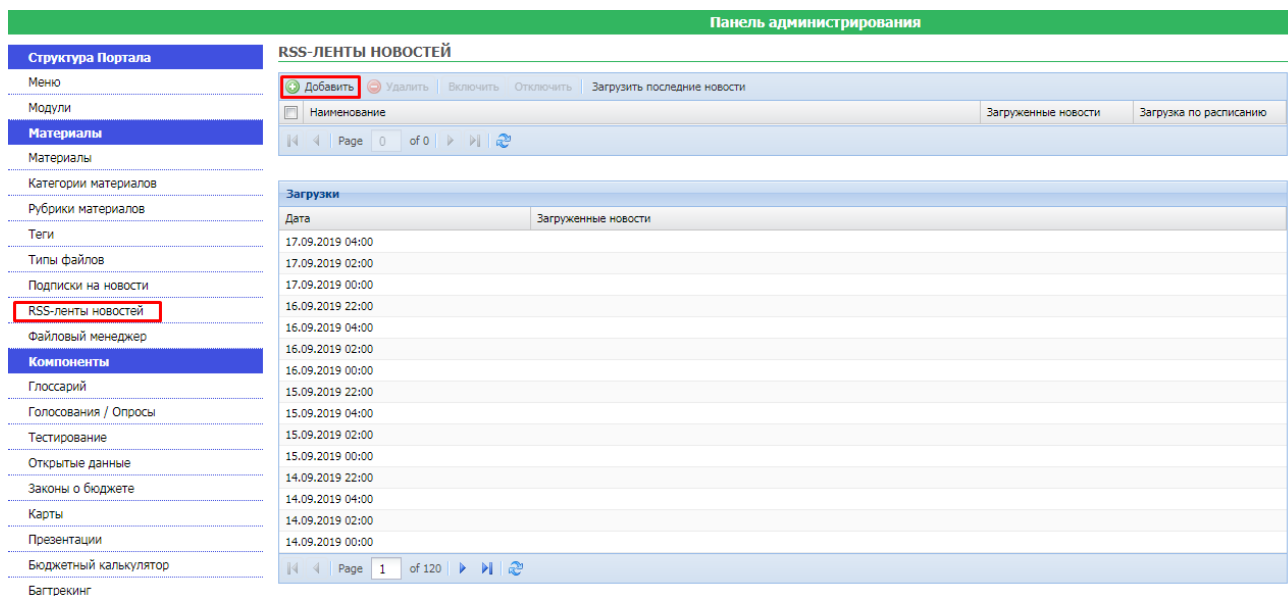 Панель администрирования
Структура Портала
Меню
Модули
Материалы
Материалы
Категории материалов
Рубрики материалов
Теги
Типы файлов
Подписки на новости
RSS-ленты новостей
Файловый менеджер
Компоненты
Глоссарий
Голосования / Опросы
Тестирование
Открытые данные
Законы о бюджете
Карты
Презентации
Бюджетный калькулятор
Багтрекинг
RSS-ЛЕНТЫ НОВОСТЕЙ
Добавить Удалить Включить Отключить Загрузить последние новости
Наименование Загруженные новости Загрузка по расписанию
Page 0 of 0
Загрузки
Дата Загруженные новости
17.09.2019 04:00
17.09.2019 02:00
17.09.2019 00:00
16.09.2019 22:00
16.09.2019 04:00
16.09.2019 02:00
16.09.2019 00:00
15.09.2019 22:00
15.09.2019 04:00
15.09.2019 02:00
15.09.2019 00:00
14.09.2019 22:00
14.09.2019 04:00
14.09.2019 02:00
14.09.2019 00:00
Page 1 of 120